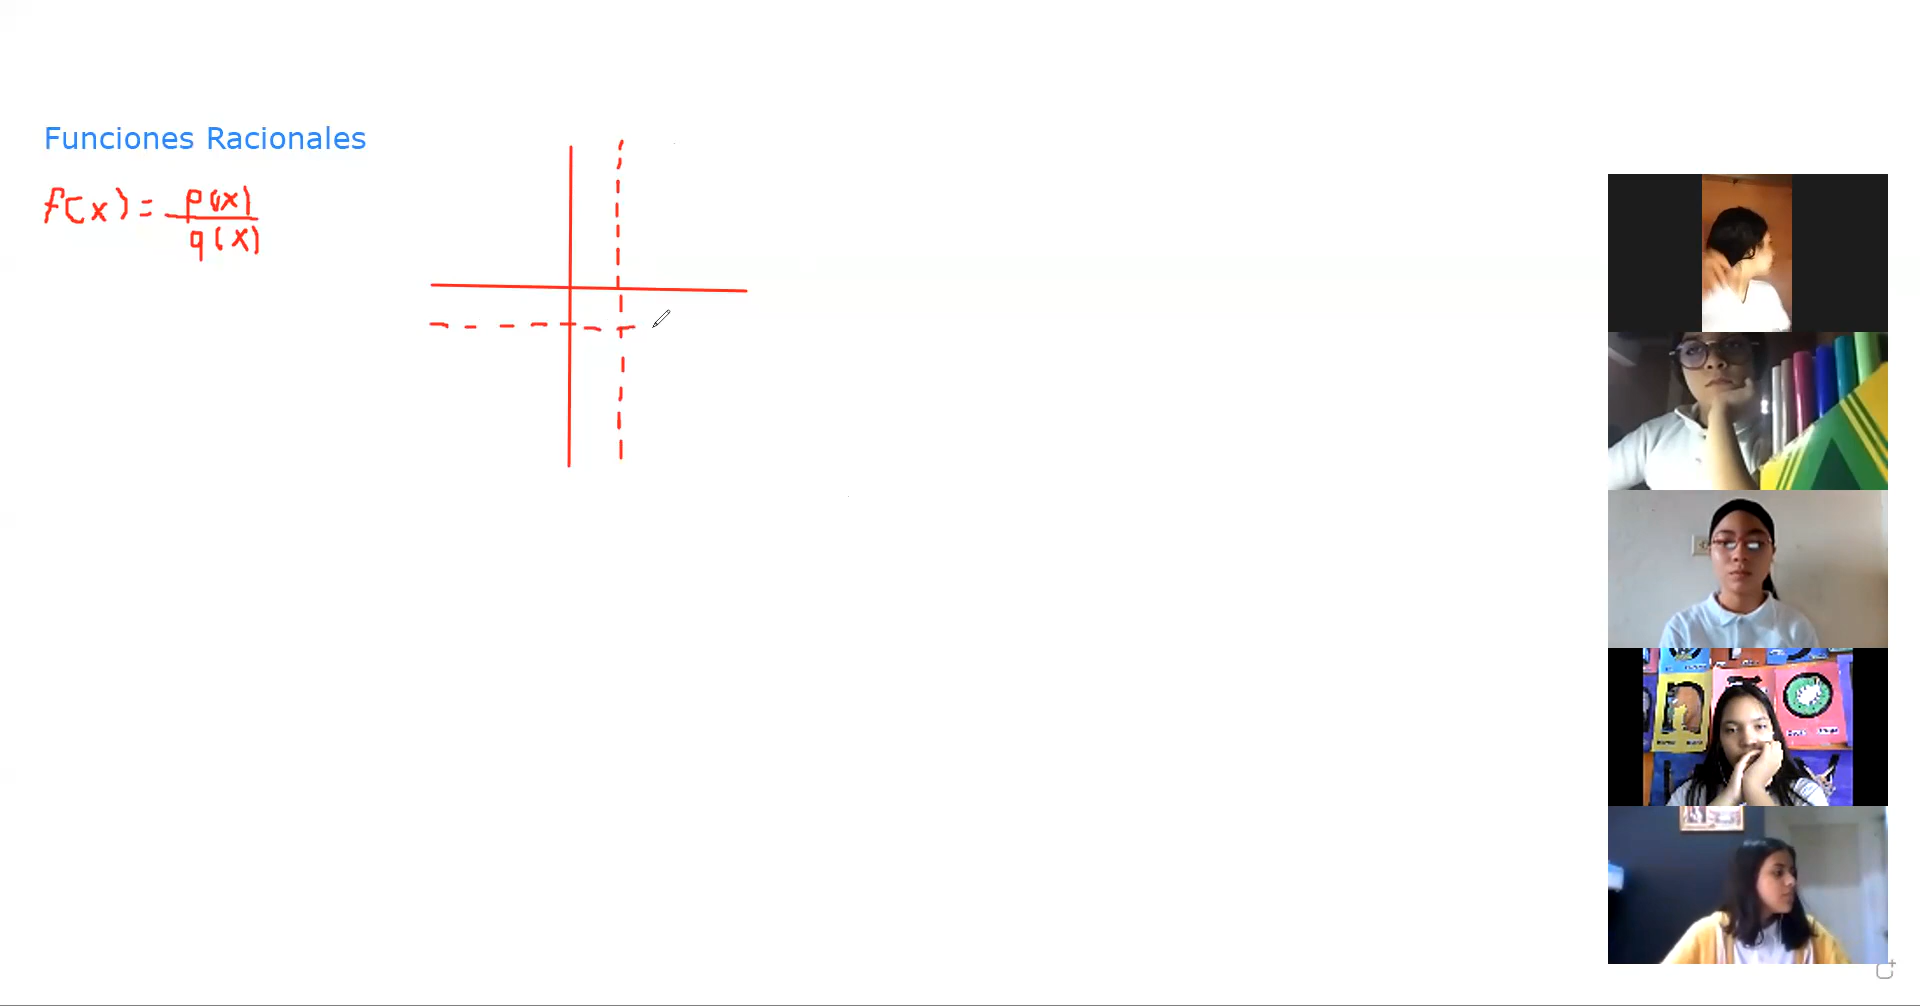 Funciones Racionales
f(x) = p(x)
q(x)